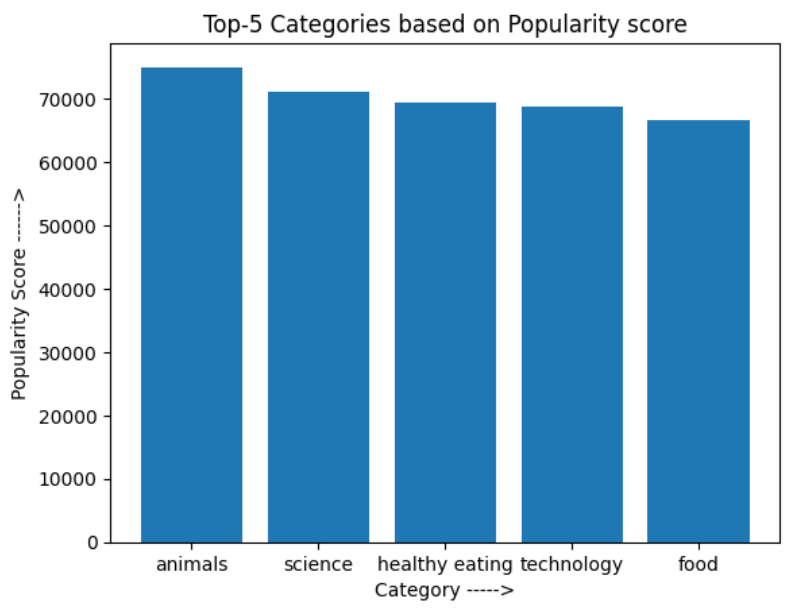 Top-5 Categories based on Popularity score
Popularity Score ------>
70000
60000
50000
40000
30000
20000
10000
0
animals science healthy eating technology food
Category ----->